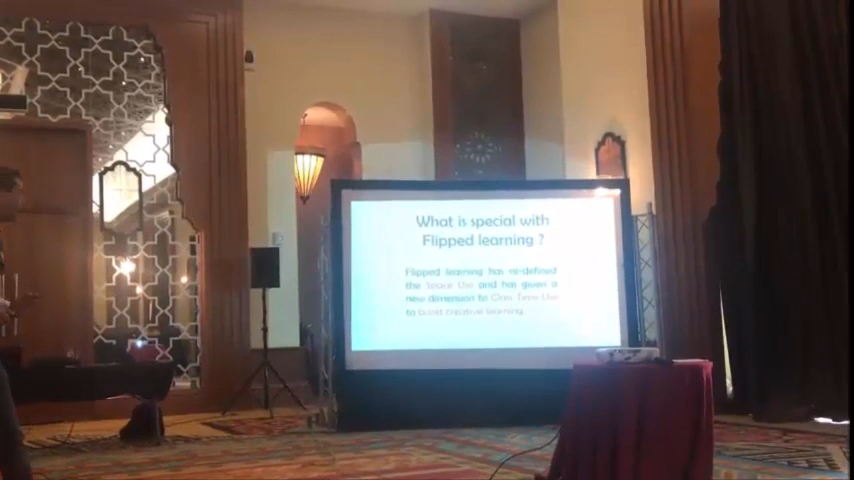 What is special with
Flipped learning ?
Flipped learning has re-defined
the Space Use and has given a
new dimension to Class Time Use
to boost creative learning.